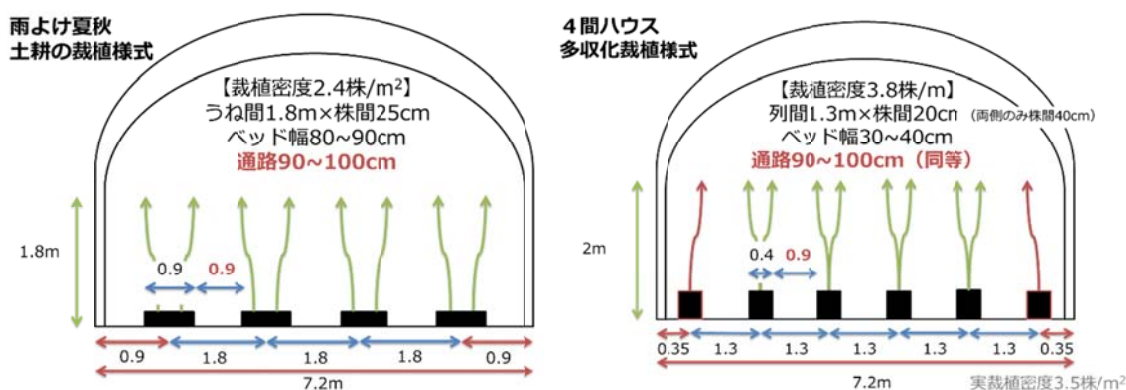 雨よけ夏秋
土耕の裁植様式
【裁植密度2.4株/m²】
うね間1.8m×株間25cm
ベッド幅80~90cm
通路90~100cm
1.8m
0.9
0.9
0.9
1.8
1.8
1.8
0.9
7.2m
４間ハウス
多収化裁植様式
【裁植密度3.8株/m】
列間1.3m×株間20cm (両側のみ株間40cm)
ベッド幅30~40cm
通路90~100cm（同等）
2m
0.4
0.9
0.35
1.3
1.3
1.3
1.3
1.3
0.35
7.2m
実裁植密度3.5株/m²